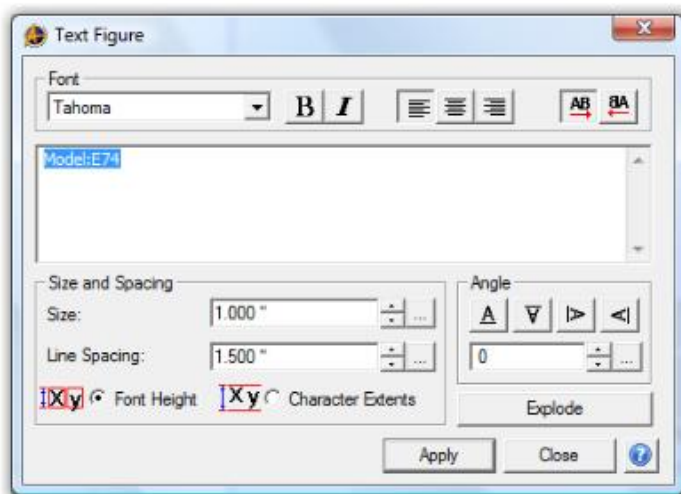 Text Figure
Font
Tahoma
B I
AB BA
Model:E74
Size and Spacing
Size: 1.000 " ...
Line Spacing: 1.500 " ...
Xy Font Height Xy Character Extents
Angle
A A A A
0 ...
Explode
Apply Close ?